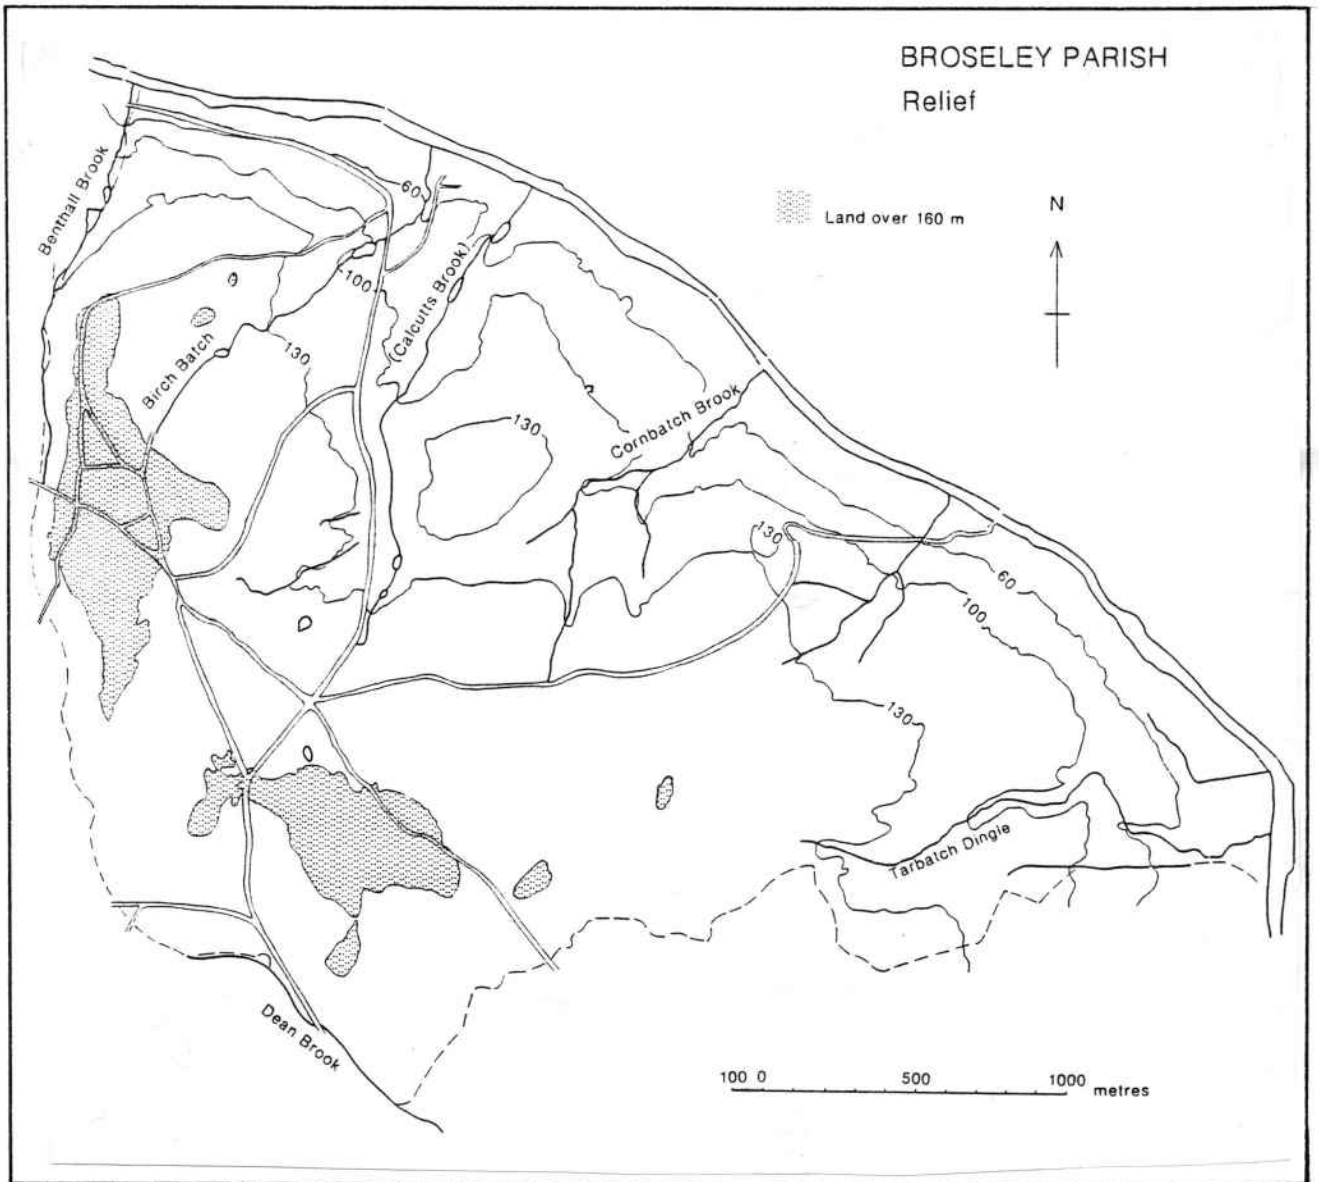 BROSELEY PARISH
Relief
Land over 160 m
N
Benthall Brook
60
100
(Calcutts Brook)
Birch Batch
130
130
Cornbatch Brook
130
60
100
130
Tarbatch Dingle
Dean Brook
100 0 500 1000 metres